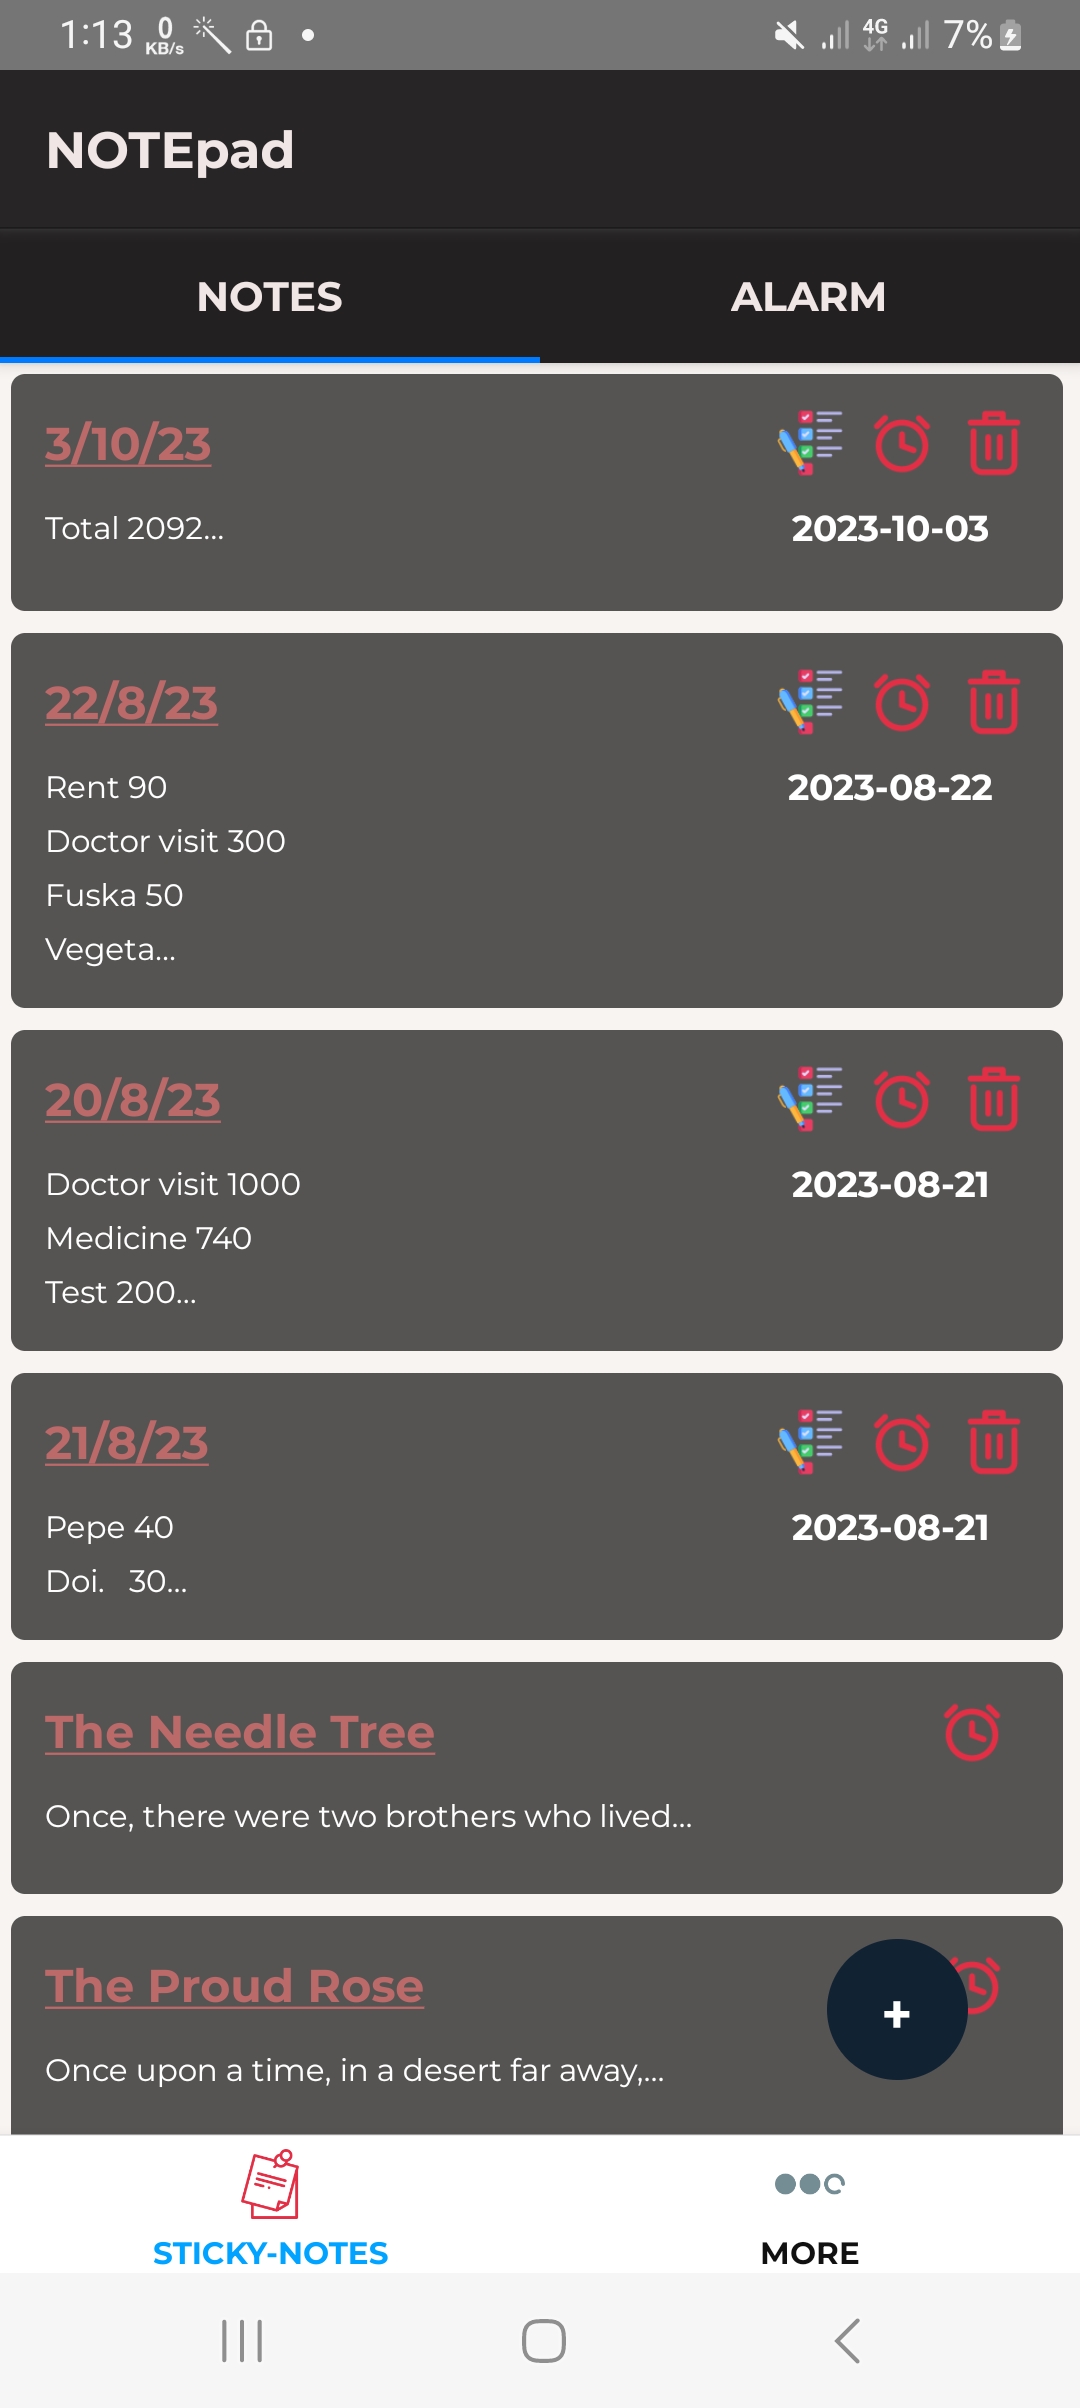 1:13 0 KB/s 4G 7%
NOTEpad
NOTES ALARM
3/10/23
Total 2092... 2023-10-03
22/8/23
Rent 90 2023-08-22
Doctor visit 300
Fuska 50
Vegeta...
20/8/23
Doctor visit 1000 2023-08-21
Medicine 740
Test 200...
21/8/23
Pepe 40 2023-08-21
Doi.   30...
The Needle Tree
Once, there were two brothers who lived...
The Proud Rose
+
Once upon a time, in a desert far away,...
STICKY-NOTES MORE